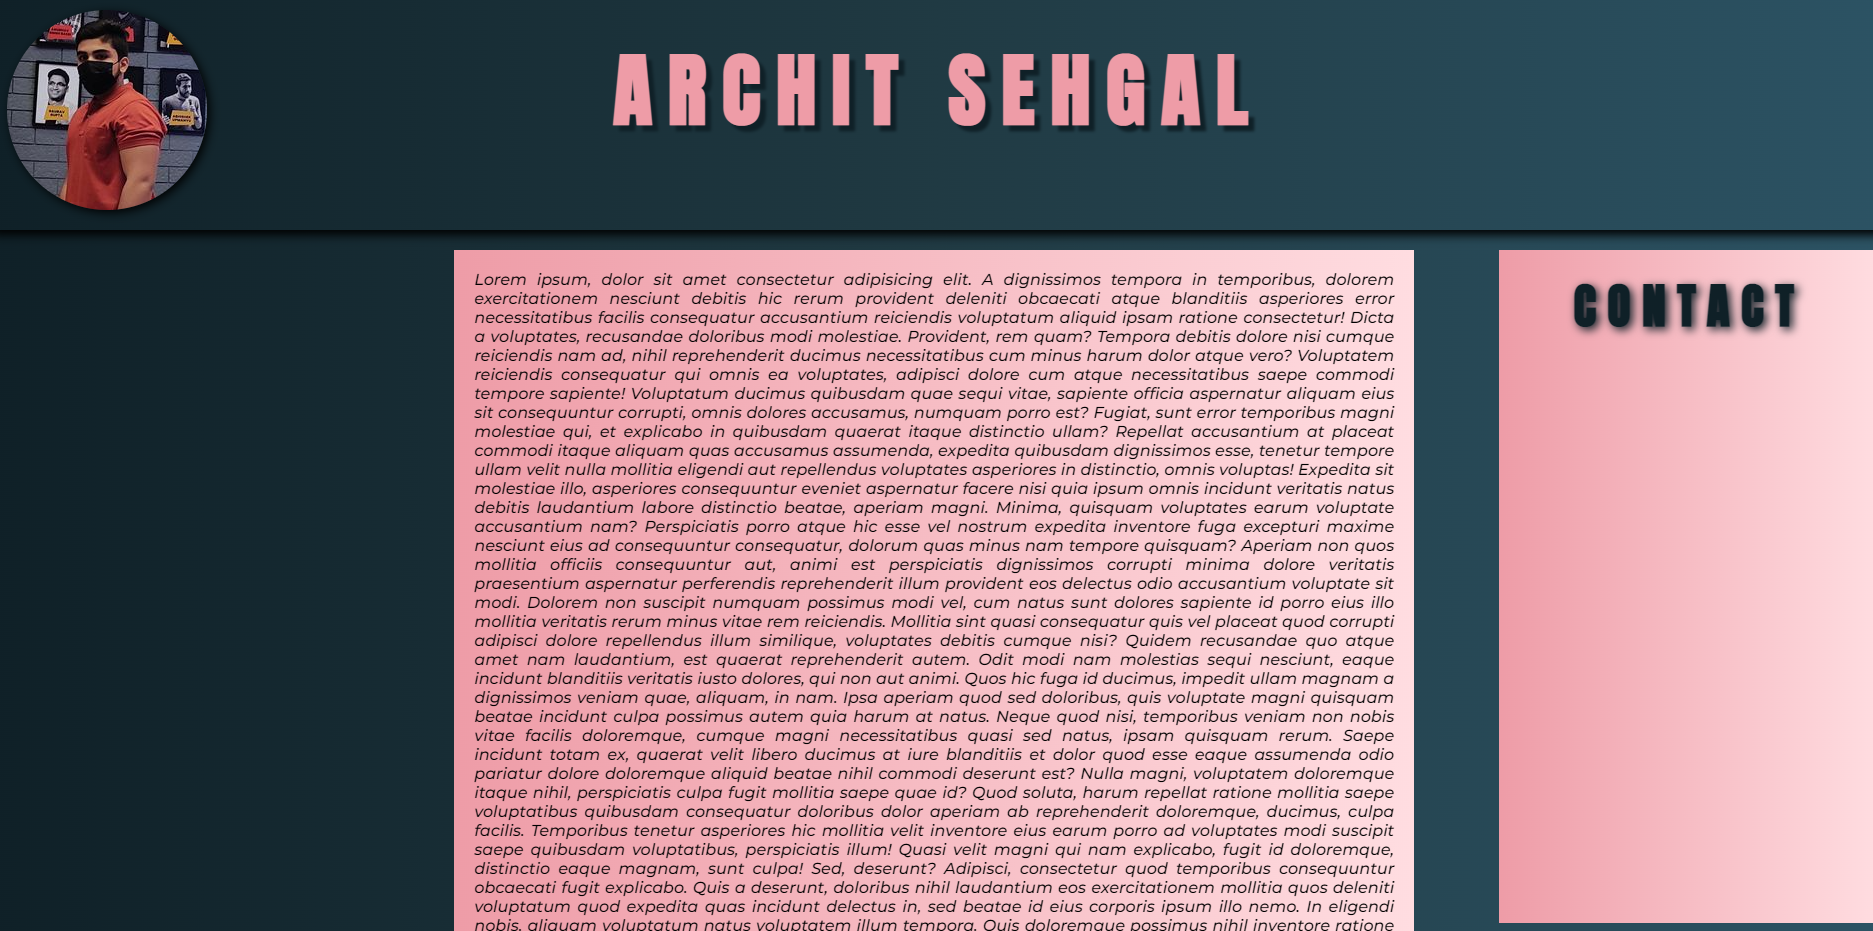 ARCHIT SEHGAL
Lorem ipsum, dolor sit amet consectetur adipisicing elit. A dignissimos tempora in temporibus, dolorem
exercitationem nesciunt debitis hic rerum provident deleniti obcaecati atque blanditiis asperiores error
necessitatibus facilis consequatur accusantium reiciendis voluptatum aliquid ipsam ratione consectetur! Dicta
a voluptates, recusandae doloribus modi molestiae. Provident, rem quam? Tempora debitis dolore nisi cumque
reiciendis nam ad, nihil reprehenderit ducimus necessitatibus cum minus harum dolor atque vero? Voluptatem
reiciendis consequatur qui omnis ea voluptates, adipisci dolore cum atque necessitatibus saepe commodi
tempore sapiente! Voluptatum ducimus quibusdam quae sequi vitae, sapiente officia aspernatur aliquam eius
sit consequuntur corrupti, omnis dolores accusamus, numquam porro est? Fugiat, sunt error temporibus magni
molestiae qui, et explicabo in quibusdam quaerat itaque distinctio ullam? Repellat accusantium at placeat
commodi itaque aliquam quas accusamus assumenda, expedita quibusdam dignissimos esse, tenetur tempore
ullam velit nulla mollitia eligendi aut repellendus voluptates asperiores in distinctio, omnis voluptas! Expedita sit
molestiae illo, asperiores consequuntur eveniet aspernatur facere nisi quia ipsum omnis incidunt veritatis natus
debitis laudantium labore distinctio beatae, aperiam magni. Minima, quisquam voluptates earum voluptate
accusantium nam? Perspiciatis porro atque hic esse vel nostrum expedita inventore fuga excepturi maxime
nesciunt eius ad consequuntur consequatur, dolorum quas minus nam tempore quisquam? Aperiam non quos
mollitia officiis consequuntur aut, animi est perspiciatis dignissimos corrupti minima dolore veritatis
praesentium aspernatur perferendis reprehenderit illum provident eos delectus odio accusantium voluptate sit
modi. Dolorem non suscipit numquam possimus modi vel, cum natus sunt dolores sapiente id porro eius illo
mollitia veritatis rerum minus vitae rem reiciendis. Mollitia sint quasi consequatur quis vel placeat quod corrupti
adipisci dolore repellendus illum similique, voluptates debitis cumque nisi? Quidem recusandae quo atque
amet nam laudantium, est quaerat reprehenderit autem. Odit modi nam molestias sequi nesciunt, eaque
incidunt blanditiis veritatis iusto dolores, qui non aut animi. Quos hic fuga id ducimus, impedit ullam magnam a
dignissimos veniam quae, aliquam, in nam. Ipsa aperiam quod sed doloribus, quis voluptate magni quisquam
beatae incidunt culpa possimus autem quia harum at natus. Neque quod nisi, temporibus veniam non nobis
vitae facilis doloremque, cumque magni necessitatibus quasi sed natus, ipsam quisquam rerum. Saepe
incidunt totam ex, quaerat velit libero ducimus at iure blanditiis et dolor quod esse eaque assumenda odio
pariatur dolore doloremque aliquid beatae nihil commodi deserunt est? Nulla magni, voluptatem doloremque
itaque nihil, perspiciatis culpa fugit mollitia saepe quae id? Quod soluta, harum repellat ratione mollitia saepe
voluptatibus quibusdam consequatur doloribus dolor aperiam ab reprehenderit doloremque, ducimus, culpa
facilis. Temporibus tenetur asperiores hic mollitia velit inventore eius earum porro ad voluptates modi suscipit
saepe quibusdam voluptatibus, perspiciatis illum! Quasi velit magni qui nam explicabo, fugit id doloremque,
distinctio eaque magnam, sunt culpa! Sed, deserunt? Adipisci, consectetur quod temporibus consequuntur
obcaecati fugit explicabo. Quis a deserunt, doloribus nihil laudantium eos exercitationem mollitia quos deleniti
voluptatum quod expedita quas incidunt delectus in, sed beatae id eius corporis ipsum illo nemo. In eligendi
nobis, aliquam voluptatum natus voluptatem illum tempora. Quis doloremque possimus nihil inventore ratione
CONTACT